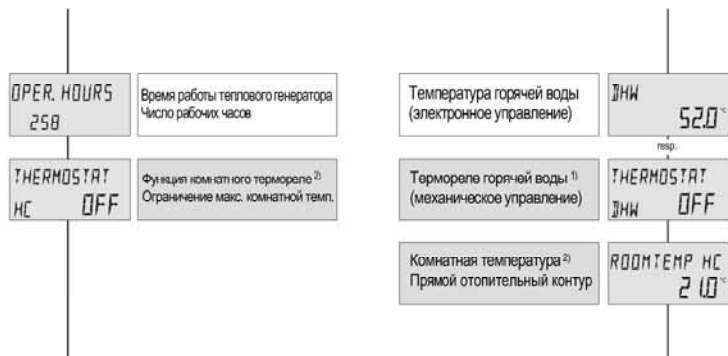 OPER. HOURS
258
Время работы теплового генератора
Число рабочих часов
THERMOSTAT
HC OFF
Функция комнатного термореле 2)
Ограничение макс. комнатной темп.
Температура горячей воды
(электронное управление)
DHW
52.0 °C
resp.
Термореле горячей воды 1)
(механическое управление)
THERMOSTAT
DHW OFF
Комнатная температура 2)
Прямой отопительный контур
ROOMTEMP HC
21.0 °C